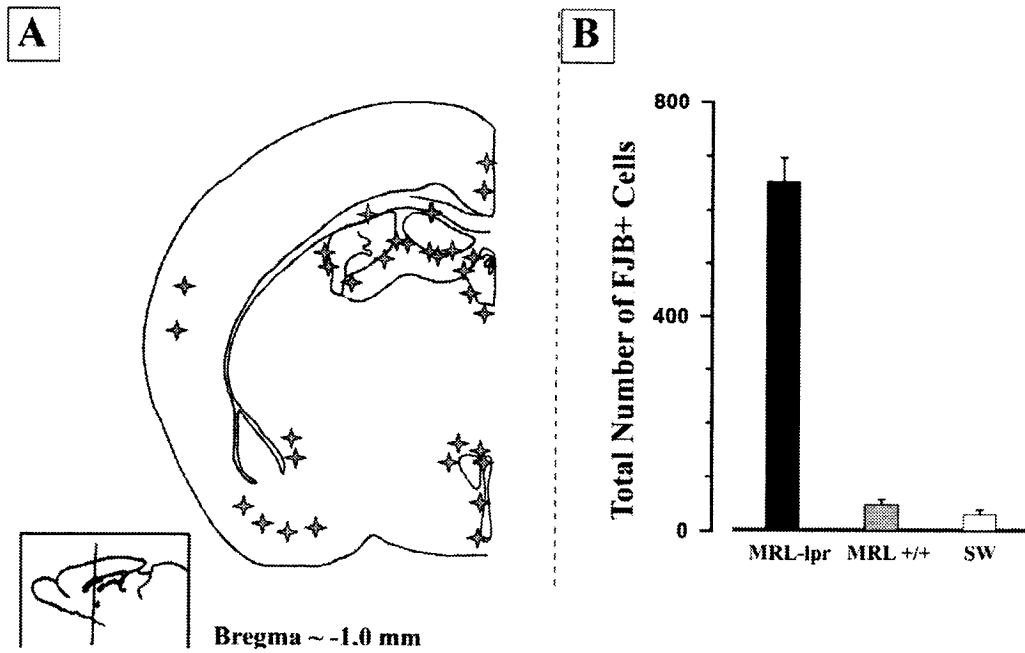 A
Bregma ~ -1.0 mm
B
Total Number of FJB+ Cells
800
400
0
MRL-lpr MRL +/+ SW